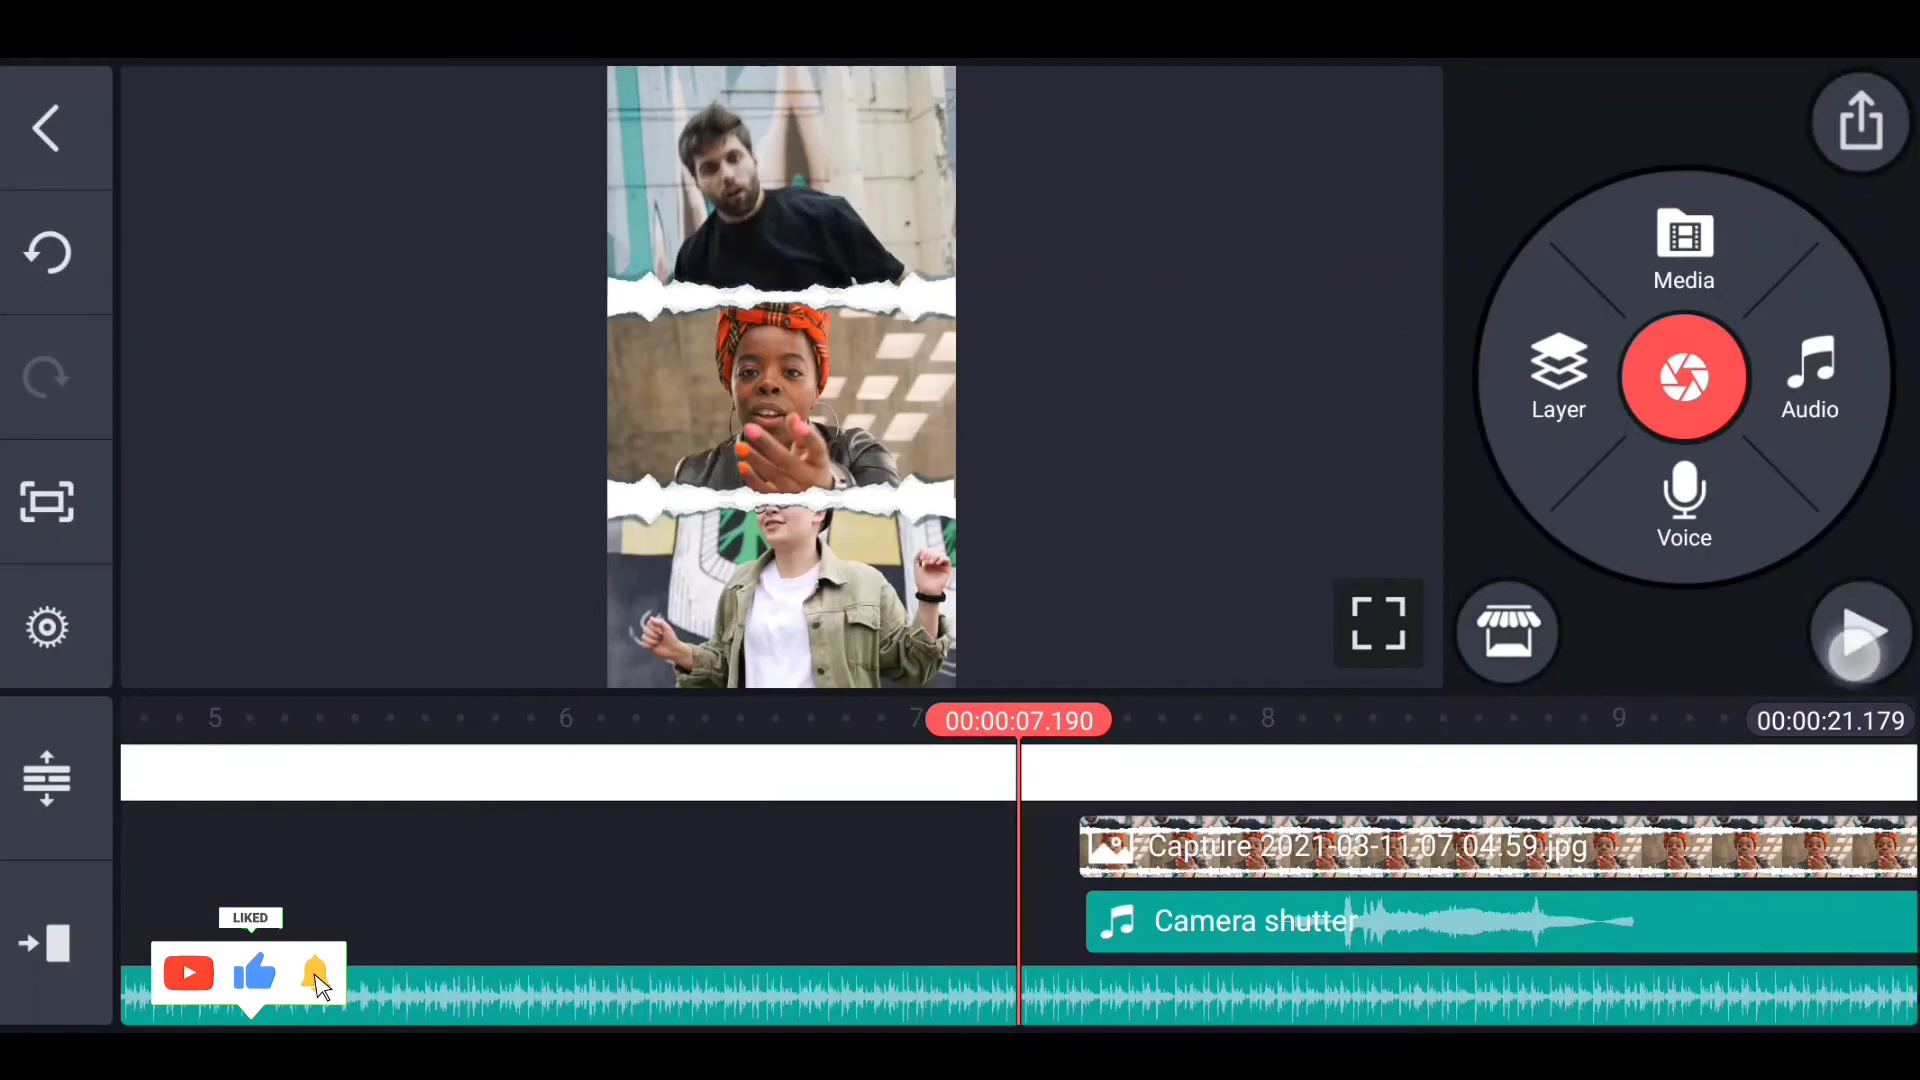 Media
Layer
Audio
Voice
5
6
7
00:00:07.190
8
9
00:00:21.179
Capture 2021-03-11.07.04.59.jpg
Camera shutter
LIKED